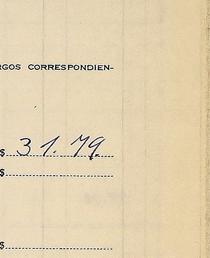 RGOS CORRESPONDIEN-
$ 31.79
$
$